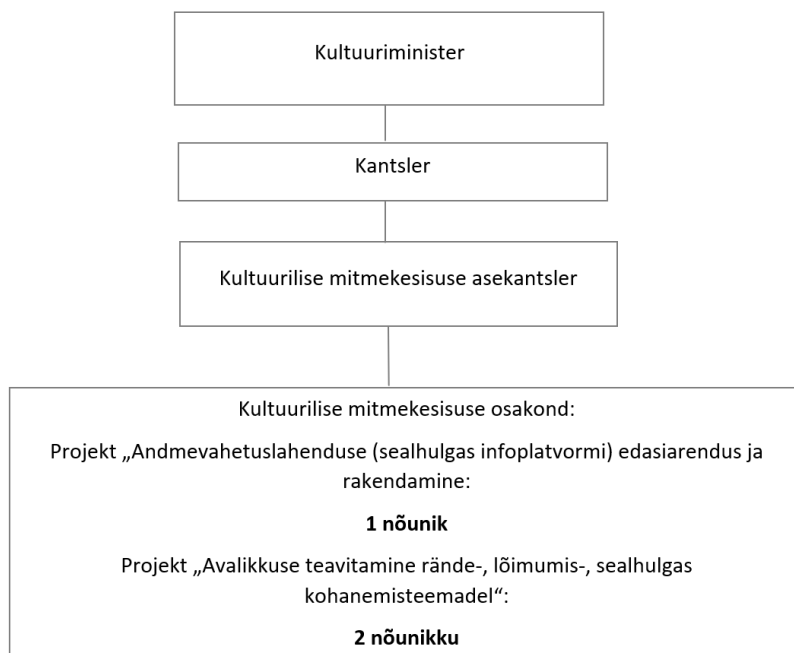 Kultuuriminister
Kantsler
Kultuurilise mitmekesisuse asekantsler
Kultuurilise mitmekesisuse osakond:
Projekt „Andmevahetuslahenduse (sealhulgas infoplatvormi) edasiarendus ja
rakendamine:
1 nõunik
Projekt „Avalikkuse teavitamine rände-, lõimumis-, sealhulgas
kohanemisteemadel“:
2 nõunikku